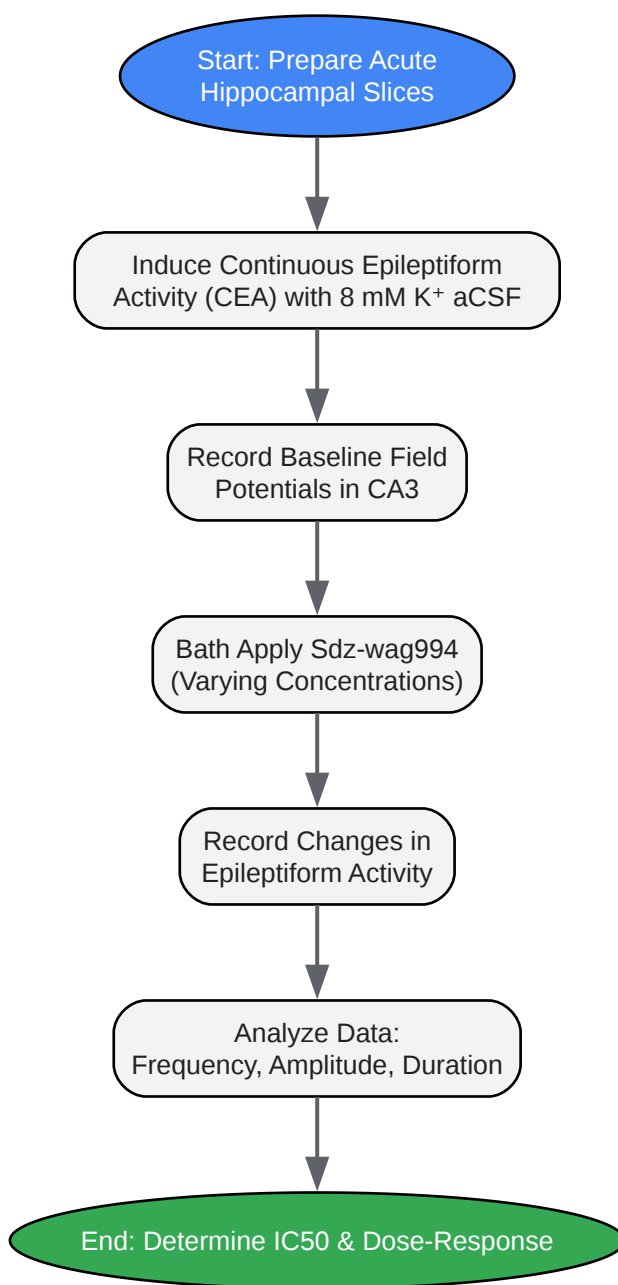 Start: Prepare Acute
Hippocampal Slices
Induce Continuous Epileptiform
Activity (CEA) with 8 mM K⁺ aCSF
Record Baseline Field
Potentials in CA3
Bath Apply Sdz-wag994
(Varying Concentrations)
Record Changes in
Epileptiform Activity
Analyze Data:
Frequency, Amplitude, Duration
End: Determine IC50 & Dose-Response